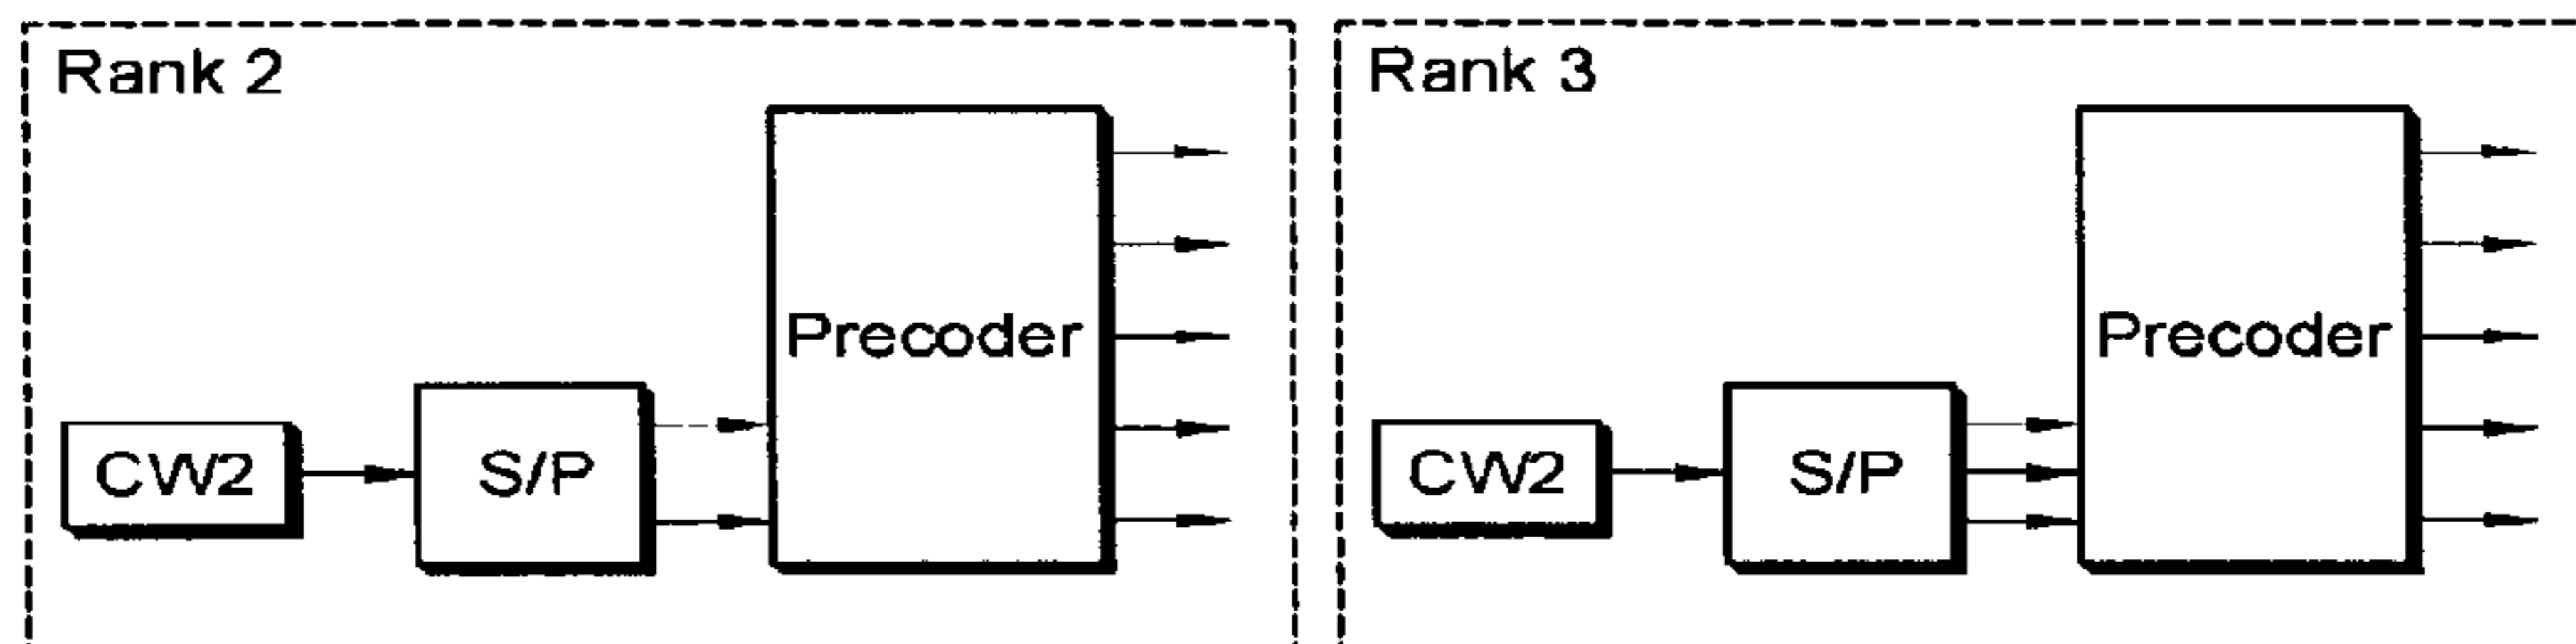 Rank 2
Precoder
CW2
S/P
Rank 3
Precoder
CW2
S/P